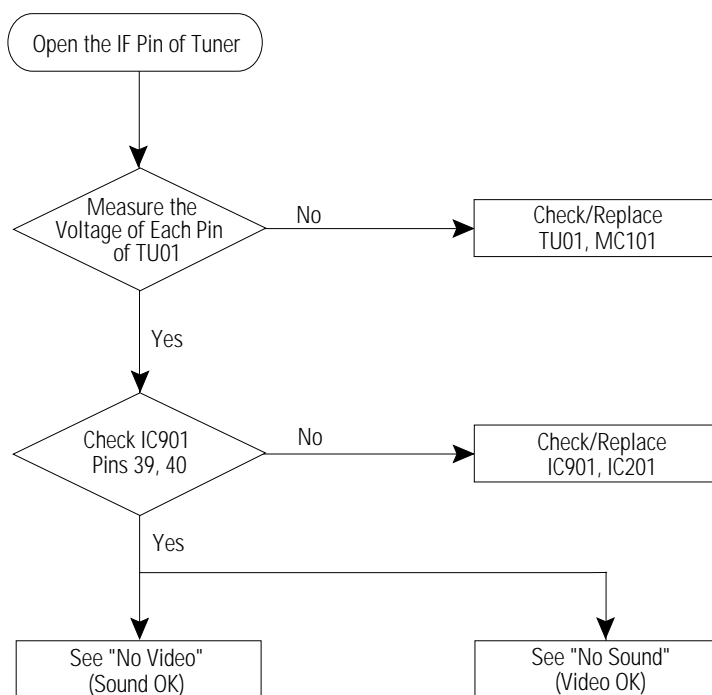 Open the IF Pin of Tuner
Measure the
Voltage of Each Pin
of TU01
No
Check/Replace
TU01, MC101
Yes
Check IC901
Pins 39, 40
No
Check/Replace
IC901, IC201
Yes
See "No Video"
(Sound OK)
See "No Sound"
(Video OK)